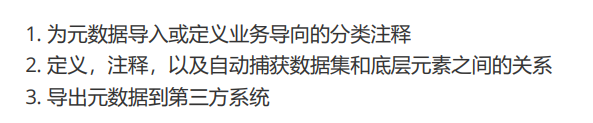 1. 为元数据导入或定义业务导向的分类注释
2. 定义，注释，以及自动捕获数据集和底层元素之间的关系
3. 导出元数据到第三方系统